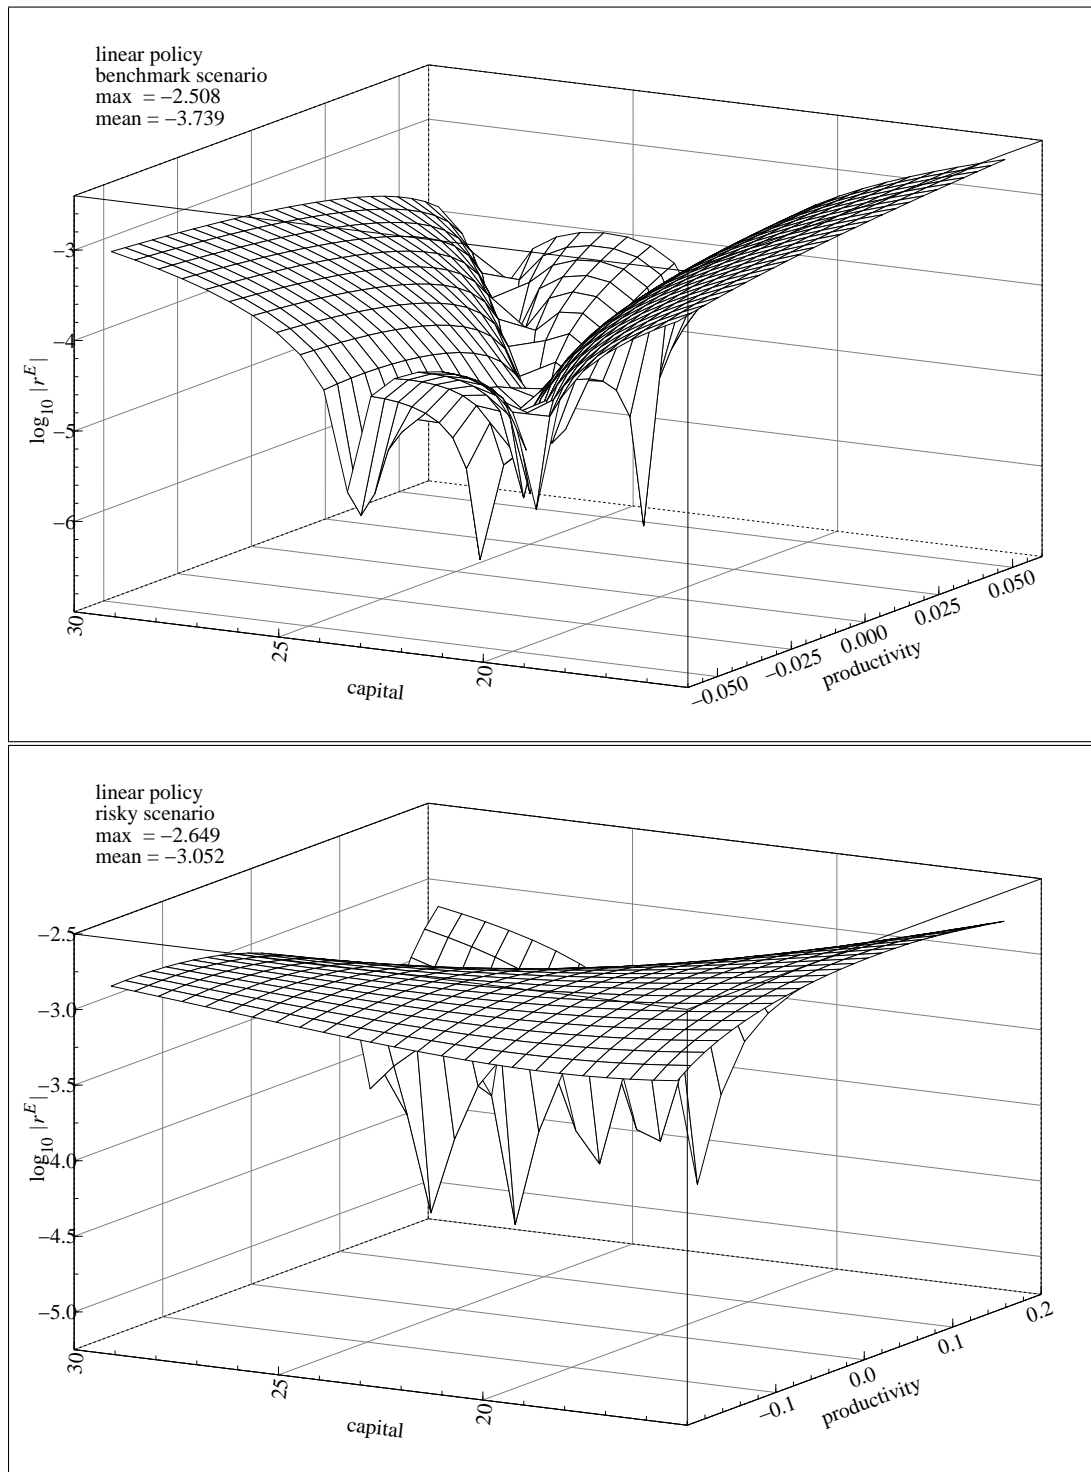 linear policy
benchmark scenario
max = −2.508
mean = −3.739
log10 |r^E|
−3
−4
−5
−6
30
25
20
capital
−0.050
−0.025
0.000
0.025
0.050
productivity
linear policy
risky scenario
max = −2.649
mean = −3.052
log10 |r^E|
−2.5
−3.0
−3.5
−4.0
−4.5
−5.0
30
25
20
capital
−0.1
0.0
0.1
0.2
productivity